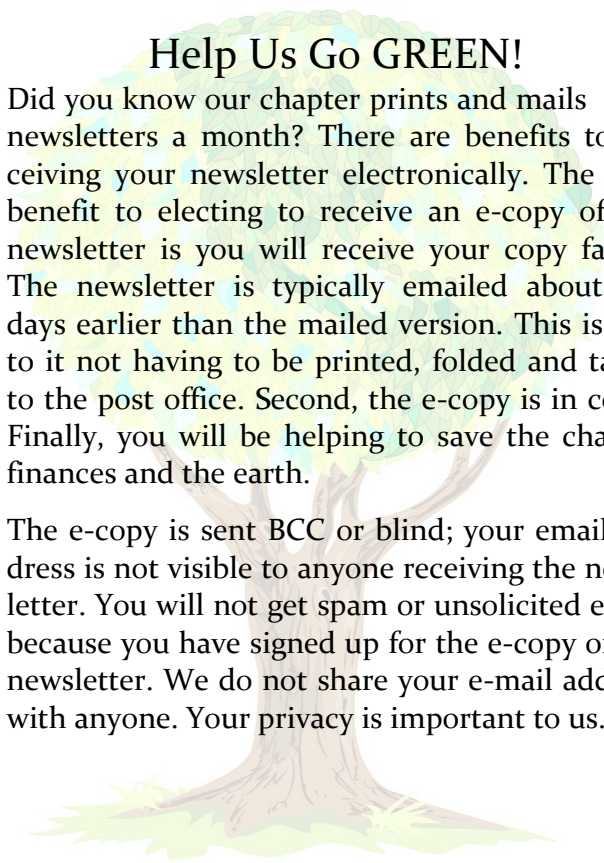 Help Us Go GREEN!
Did you know our chapter prints and mails
newsletters a month? There are benefits to
ceiving your newsletter electronically. The
benefit to electing to receive an e-copy of
newsletter is you will receive your copy fa
The newsletter is typically emailed about
days earlier than the mailed version. This is
to it not having to be printed, folded and ta
to the post office. Second, the e-copy is in co
Finally, you will be helping to save the cha
finances and the earth.
The e-copy is sent BCC or blind; your email
dress is not visible to anyone receiving the ne
letter. You will not get spam or unsolicited e
because you have signed up for the e-copy o
newsletter. We do not share your e-mail add
with anyone. Your privacy is important to us.